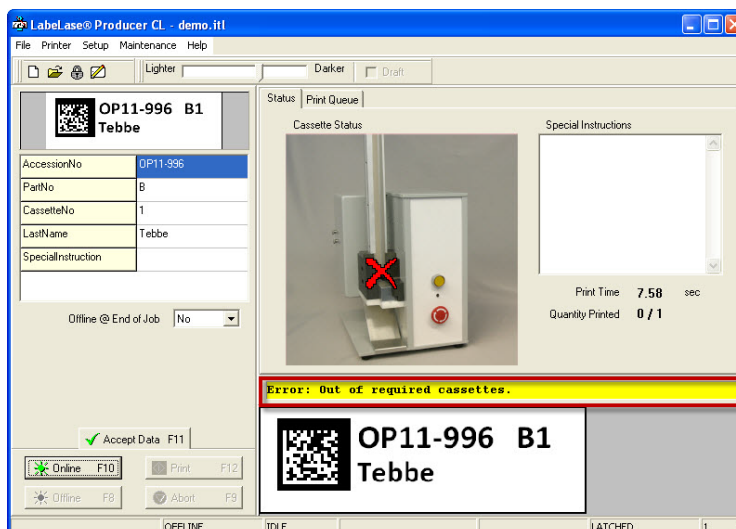 LabeLase® Producer CL - demo.itl
File Printer Setup Maintenance Help
Lighter Darker Draft
OP11-996 B1
Tebbe
AccessionNo OP11-996
PartNo B
CassetteNo 1
LastName Tebbe
SpecialInstruction
Offline @ End of Job No
Accept Data F11
Online F10 Print F12
Offline F8 Abort F9
Status Print Queue
Cassette Status Special Instructions
Print Time 7.58 sec
Quantity Printed 0 / 1
Error: Out of required cassettes.
OP11-996 B1
Tebbe
OFFLINE IDLE LATCHED 1